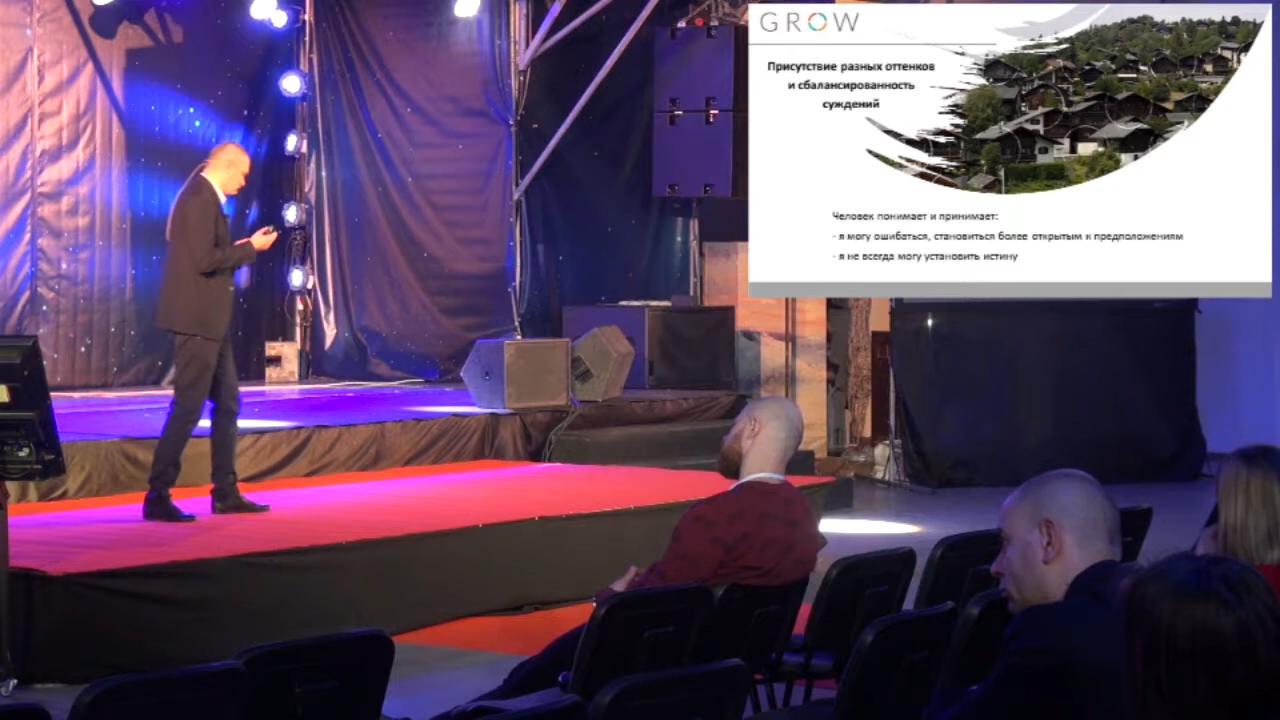 GROW
Присутствие разных оттенков
и сбалансированность
суждений
Человек понимает и принимает:
- я могу ошибаться, становиться более открытым к предположениям
- я не всегда могу установить истину